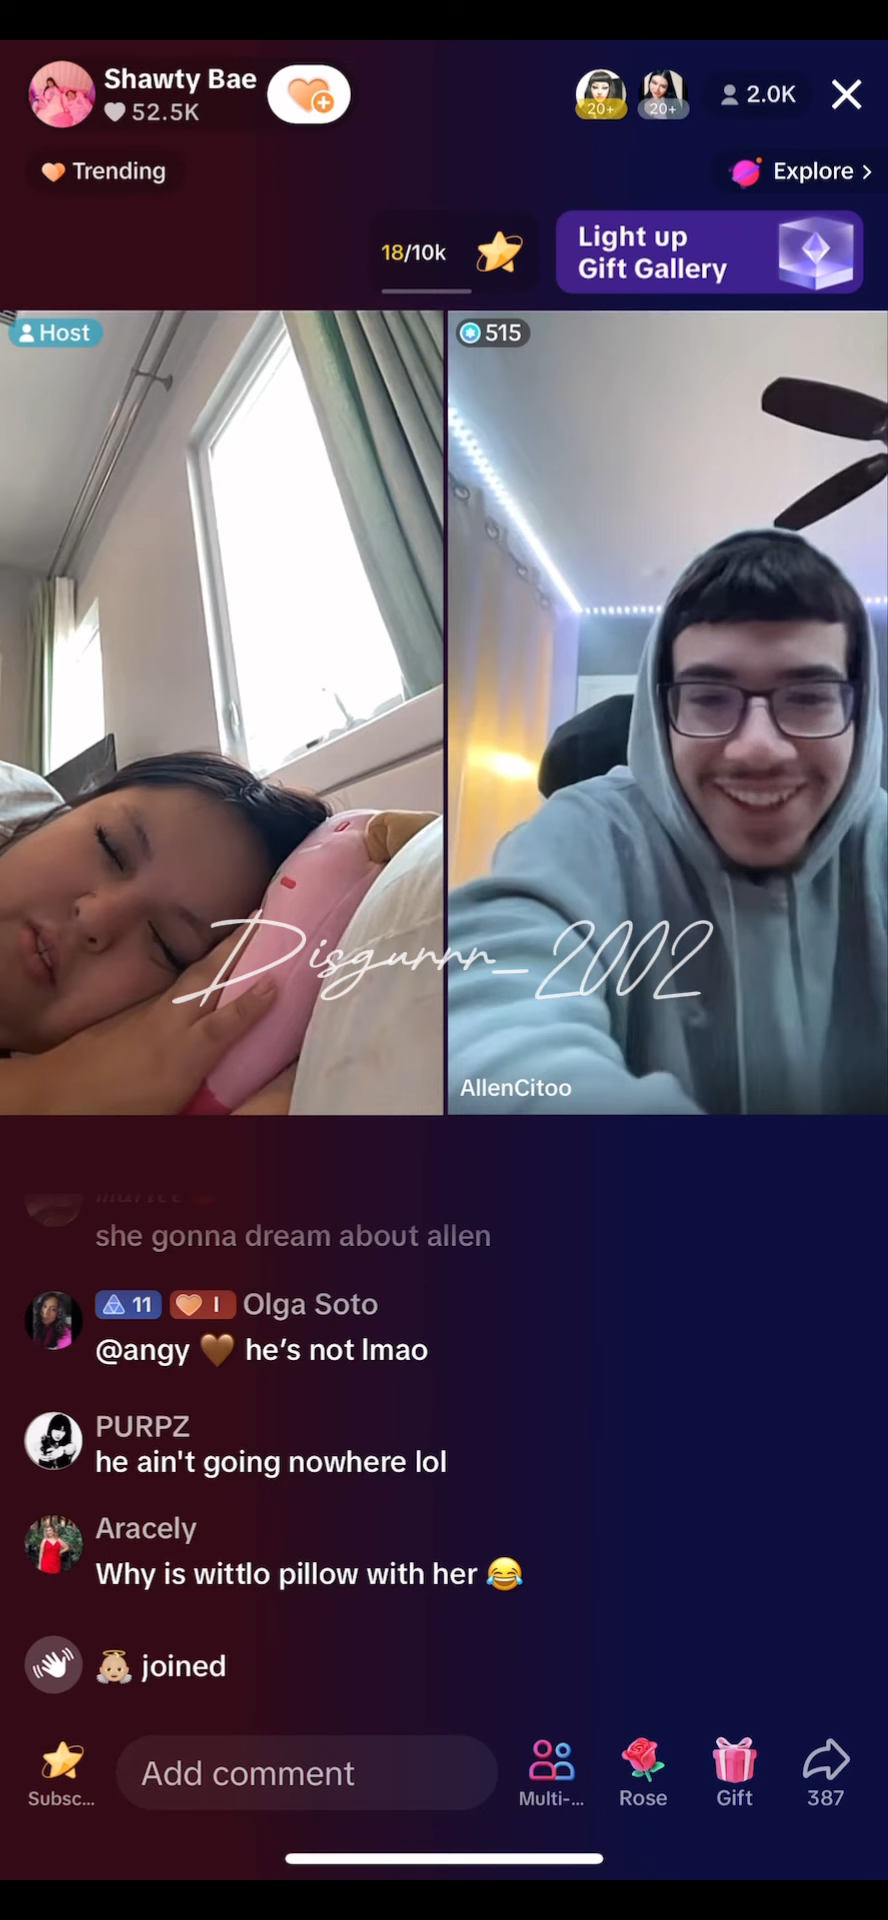 Shawty Bae
52.5K
20+
20+
2.0K
Trending
Explore >
18/10k
Light up
Gift Gallery
Host
515
Disgurrr_2002
AllenCitoo
she gonna dream about allen
11
I
Olga Soto
@angy 🤎 he's not lmao
PURPZ
he ain't going nowhere lol
Aracely
Why is wittlo pillow with her 😂
👼🏼 joined
Add comment
Subsc...
Multi-...
Rose
Gift
387